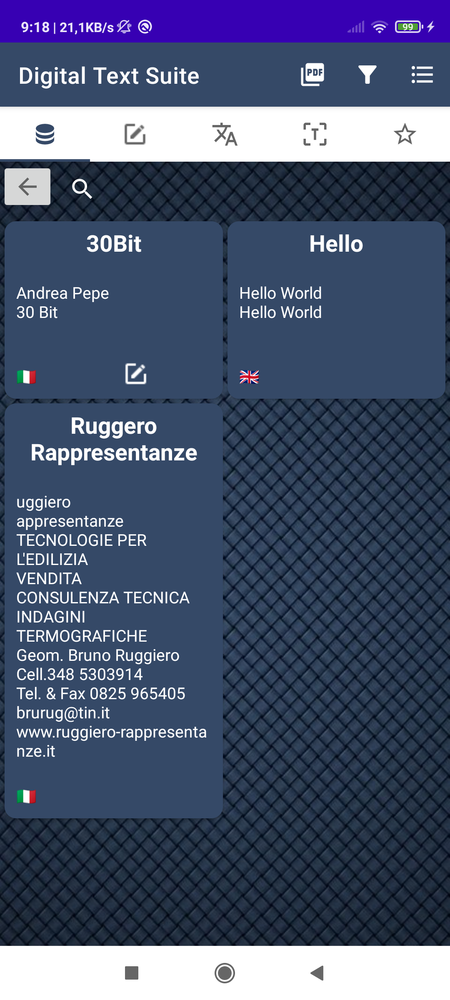 9:18 | 21,1KB/s
99
Digital Text Suite
PDF
30Bit
Andrea Pepe
30 Bit
Hello
Hello World
Hello World
Ruggero
Rappresentanze
uggiero
appresentanze
TECNOLOGIE PER
L'EDILIZIA
VENDITA
CONSULENZA TECNICA
INDAGINI
TERMOGRAFICHE
Geom. Bruno Ruggiero
Cell.348 5303914
Tel. & Fax 0825 965405
brurug@tin.it
www.ruggiero-rappresenta
nze.it